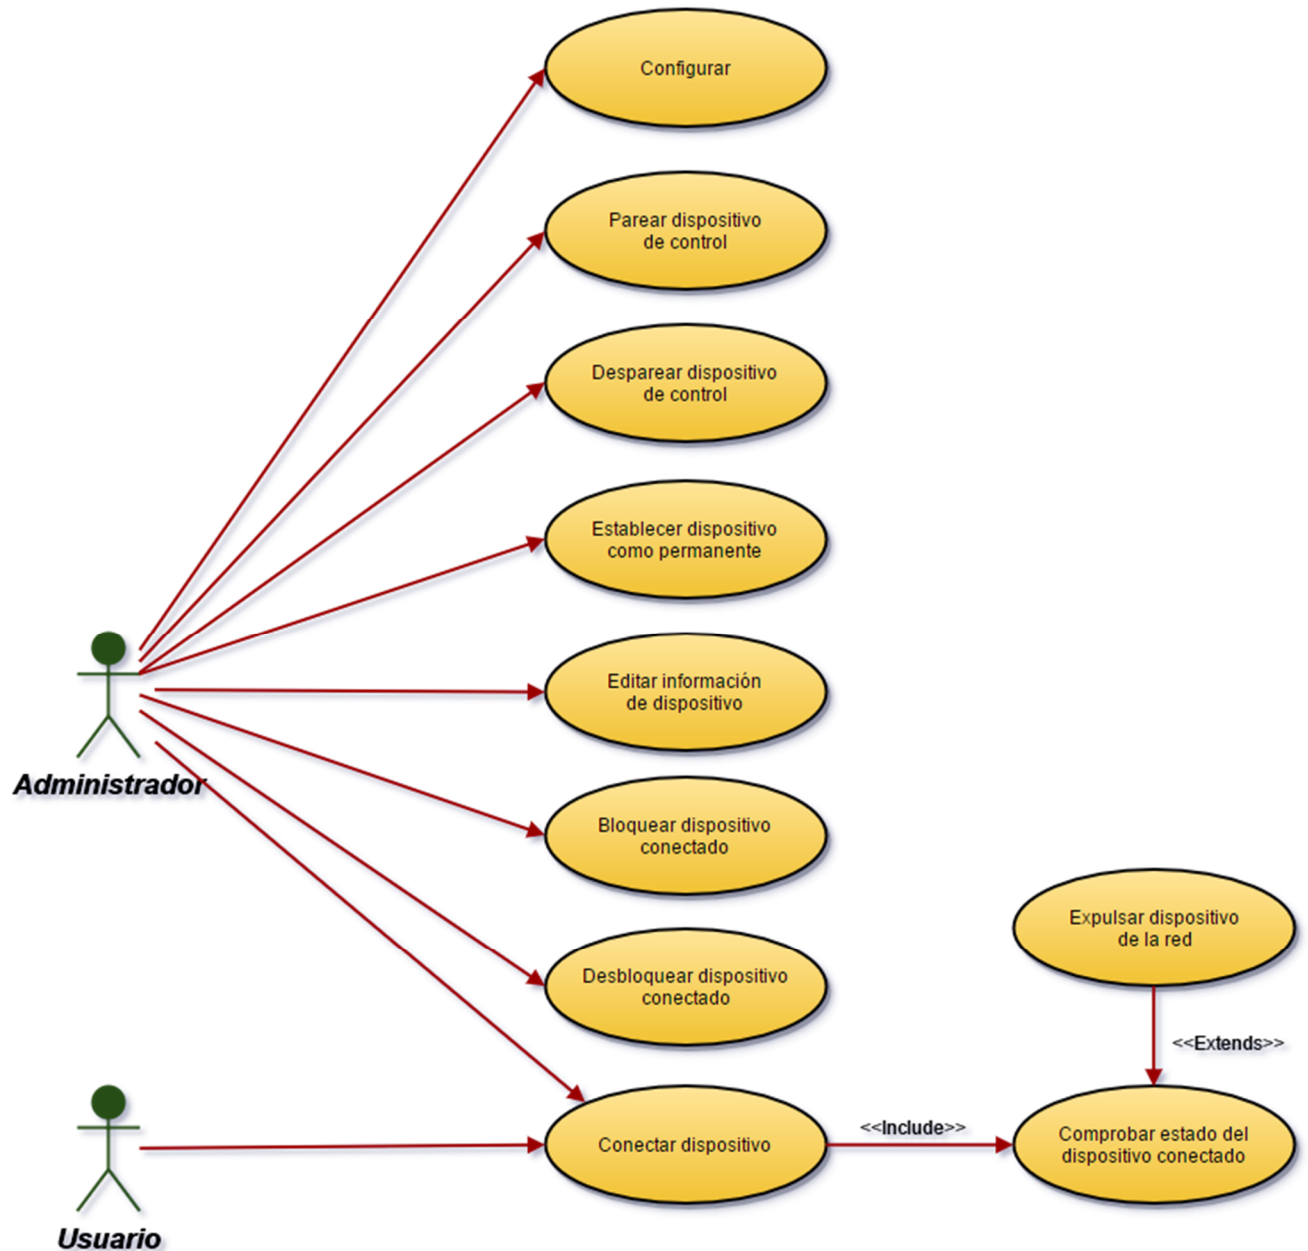 Configurar
Parear dispositivo
de control
Desparear dispositivo
de control
Establecer dispositivo
como permanente
Editar información
de dispositivo
Administrador
Bloquear dispositivo
conectado
Expulsar dispositivo
de la red
Desbloquear dispositivo
conectado
<<Extends>>
Conectar dispositivo
<<Include>>
Comprobar estado del
dispositivo conectado
Usuario